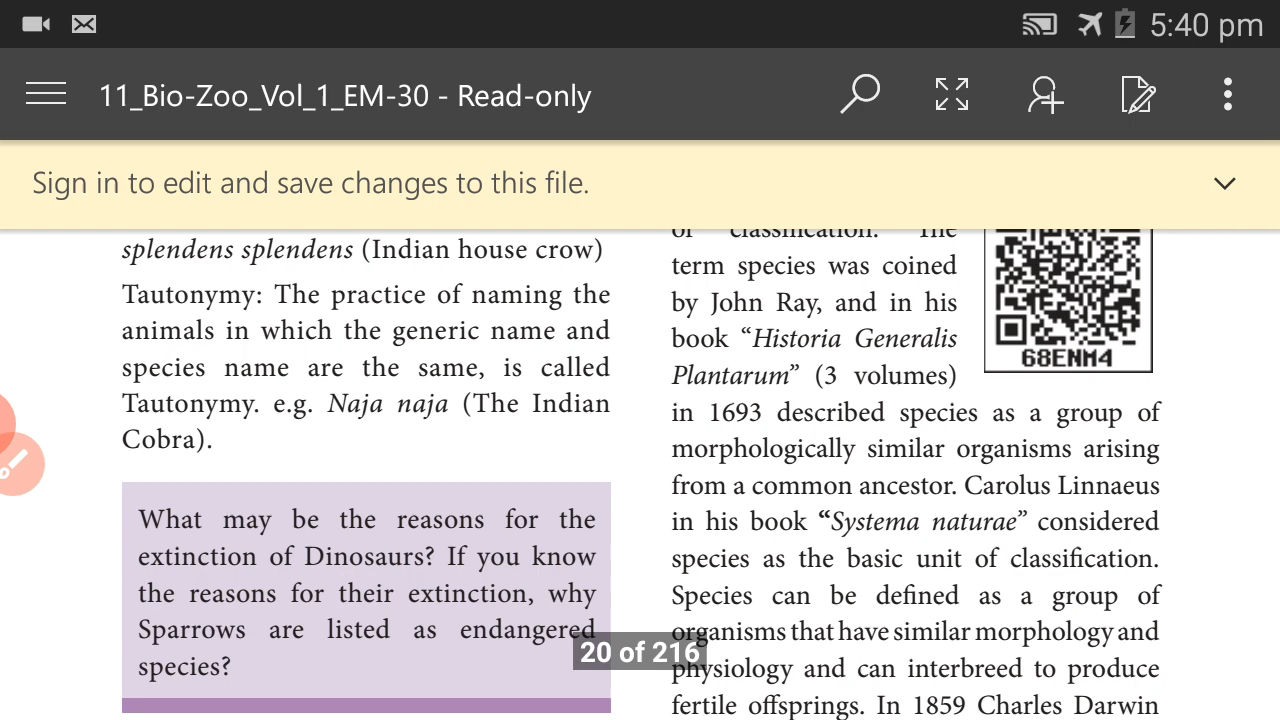 5:40 pm
11_Bio-Zoo_Vol_1_EM-30 - Read-only
Sign in to edit and save changes to this file.
splendens splendens (Indian house crow)
Tautonymy: The practice of naming the
animals in which the generic name and
species name are the same, is called
Tautonymy. e.g. Naja naja (The Indian
Cobra).
What may be the reasons for the
extinction of Dinosaurs? If you know
the reasons for their extinction, why
Sparrows are listed as endangered
species?
of classification. The
term species was coined
by John Ray, and in his
book “Historia Generalis
Plantarum” (3 volumes)
in 1693 described species as a group of
morphologically similar organisms arising
from a common ancestor. Carolus Linnaeus
in his book “Systema naturae” considered
species as the basic unit of classification.
Species can be defined as a group of
organisms that have similar morphology and
physiology and can interbreed to produce
fertile offsprings. In 1859 Charles Darwin
68ENM4
20 of 216